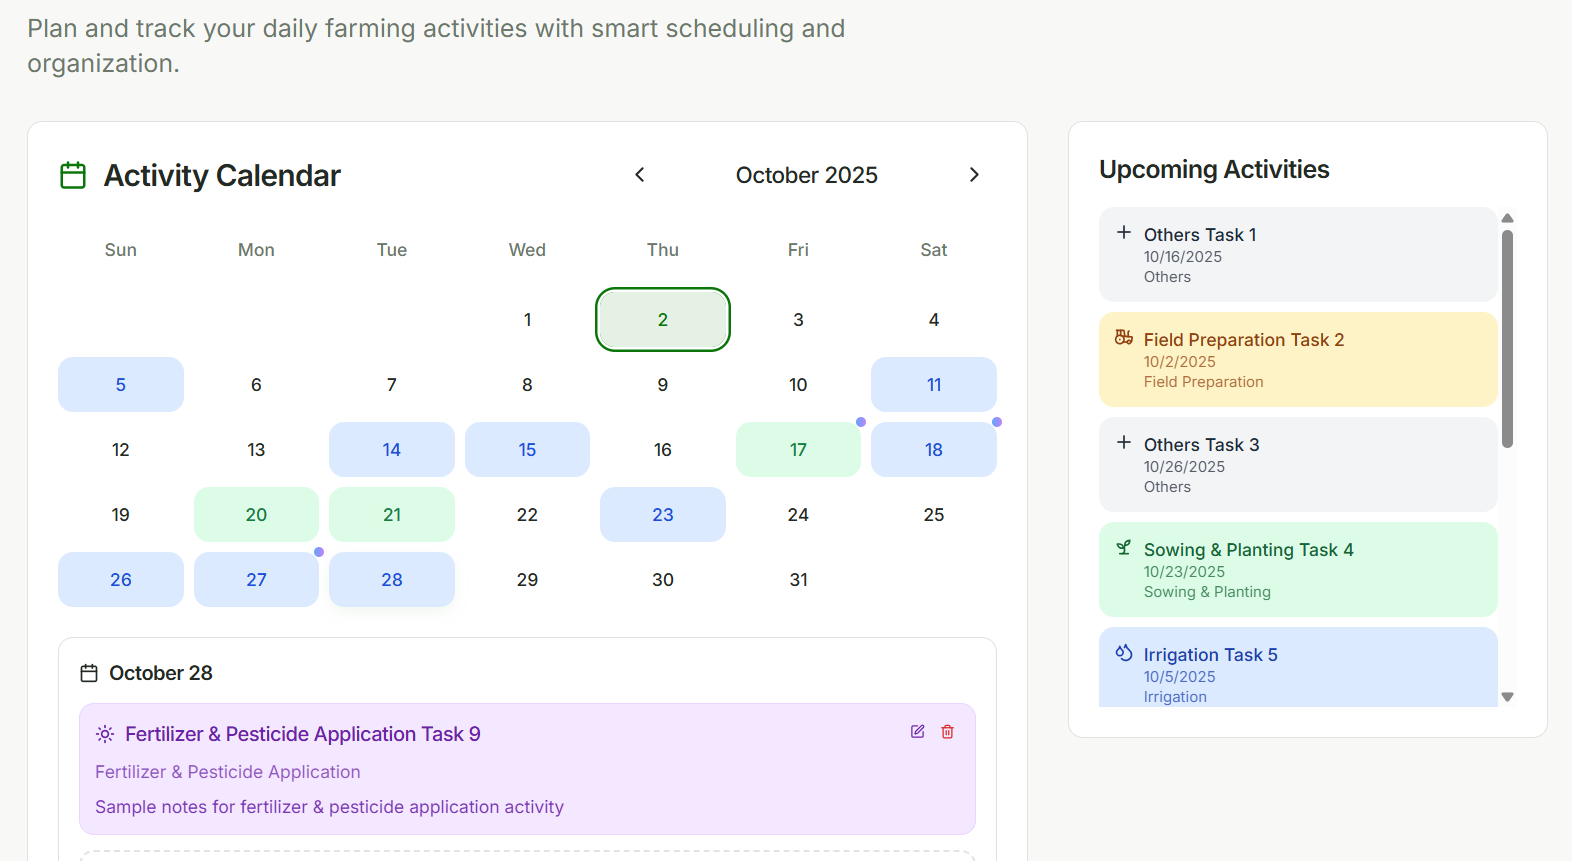 Plan and track your daily farming activities with smart scheduling and
organization.
Activity Calendar
October 2025
Sun Mon Tue Wed Thu Fri Sat
1 2 3 4
5 6 7 8 9 10 11
12 13 14 15 16 17 18
19 20 21 22 23 24 25
26 27 28 29 30 31
October 28
Fertilizer & Pesticide Application Task 9
Fertilizer & Pesticide Application
Sample notes for fertilizer & pesticide application activity
Upcoming Activities
Others Task 1
10/16/2025
Others
Field Preparation Task 2
10/2/2025
Field Preparation
Others Task 3
10/26/2025
Others
Sowing & Planting Task 4
10/23/2025
Sowing & Planting
Irrigation Task 5
10/5/2025
Irrigation